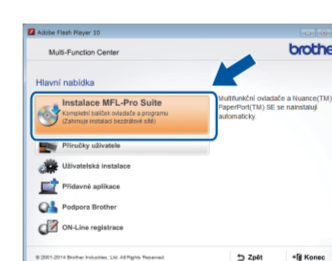 Adobe Flash Player 10
Multi-Function Center
brothe
Hlavní nabídka
Instalace MFL-Pro Suite
Kompletní balíček ovladače a programu
(Zahrnuje instalaci bezdrátové sítě)
Multifunkční ovladače a Nuance(TM)
PaperPort(TM) SE se nainstalují
automaticky.
Příručky uživatele
Uživatelská instalace
Přídavné aplikace
Podpora Brother
ON-Line registrace
© 2001-2014 Brother Industries, Ltd. All Rights Reserved.
Zpět
Konec